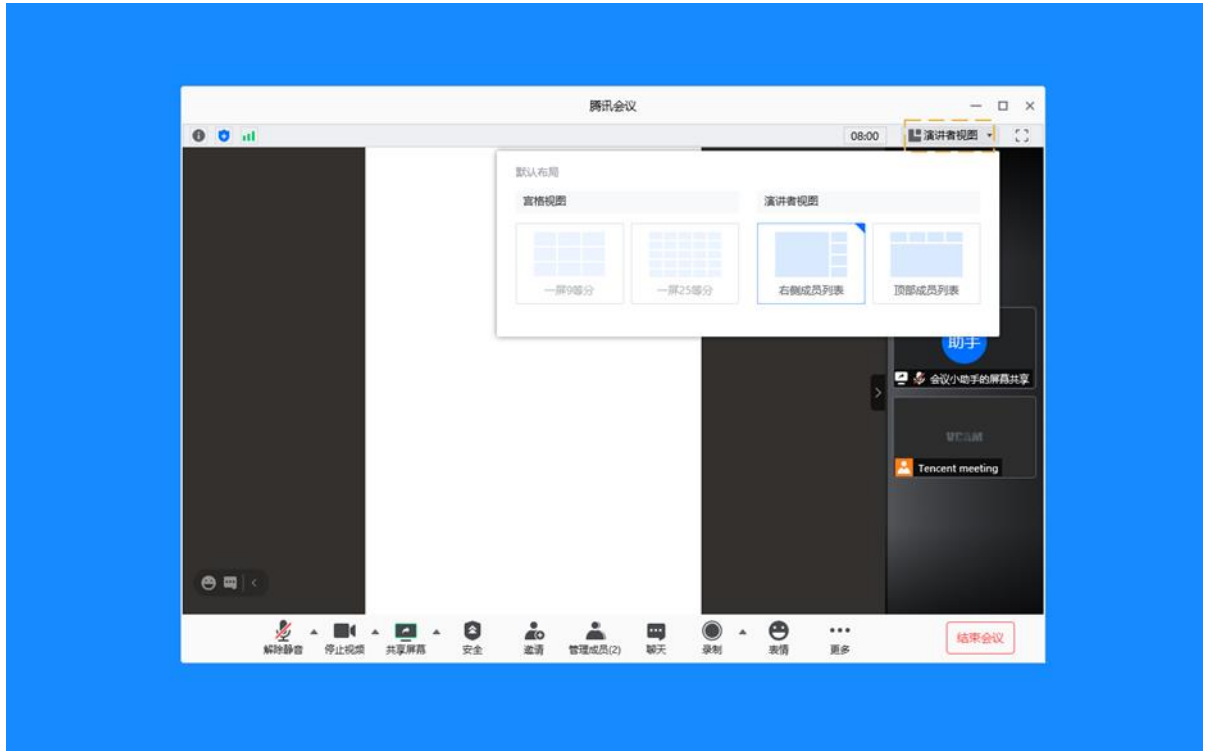 腾讯会议
08:00
演讲者视图
默认布局
宫格视图
演讲者视图
一屏9等分
一屏25等分
右侧成员列表
顶部成员列表
助手
会议小助手的屏幕共享
Tencent meeting
解除静音
停止视频
共享屏幕
安全
邀请
管理成员(2)
聊天
录制
表情
更多
结束会议